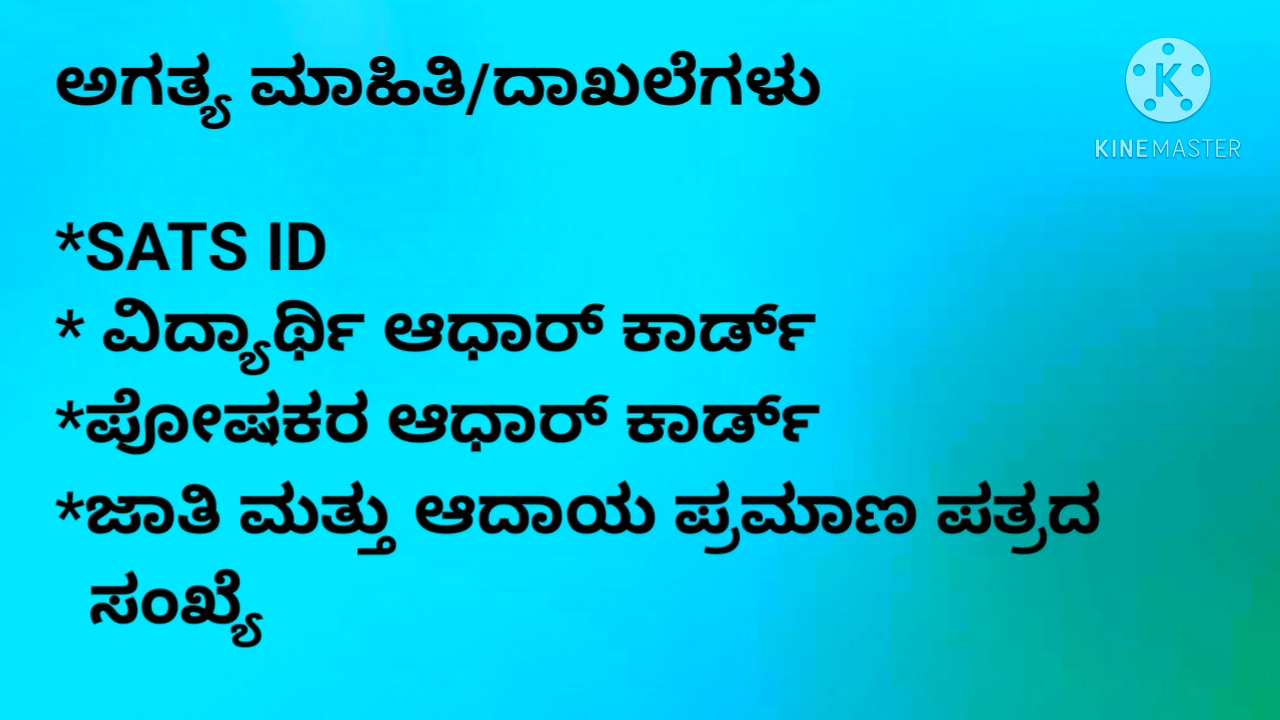 ಅಗತ್ಯ ಮಾಹಿತಿ/ದಾಖಲೆಗಳು
K
KINEMASTER
*SATS ID
* ವಿದ್ಯಾರ್ಥಿ ಆಧಾರ್ ಕಾರ್ಡ್
*ಪೋಷಕರ ಆಧಾರ್ ಕಾರ್ಡ್
*ಜಾತಿ ಮತ್ತು ಆದಾಯ ಪ್ರಮಾಣ ಪತ್ರದ
ಸಂಖ್ಯೆ